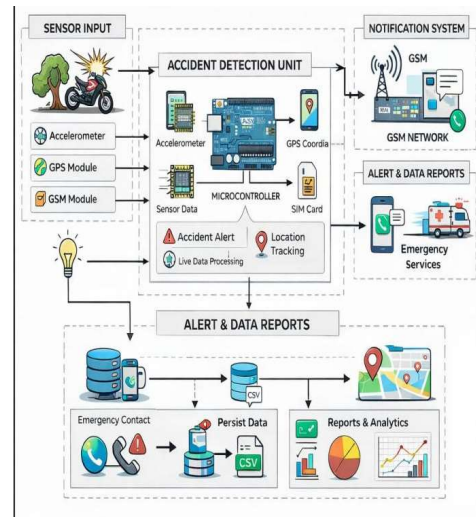 SENSOR INPUT
Accelerometer
GPS Module
GSM Module
ACCIDENT DETECTION UNIT
Accelerometer
GPS Coordia
Sensor Data
MICROCONTROLLER
SIM Card
Accident Alert
Live Data Processing
Location
Tracking
NOTIFICATION SYSTEM
GSM
GSM NETWORK
ALERT & DATA REPORTS
Emergency
Services
ALERT & DATA REPORTS
CSV
Emergency Contact
Persist Data
CSV
Reports & Analytics